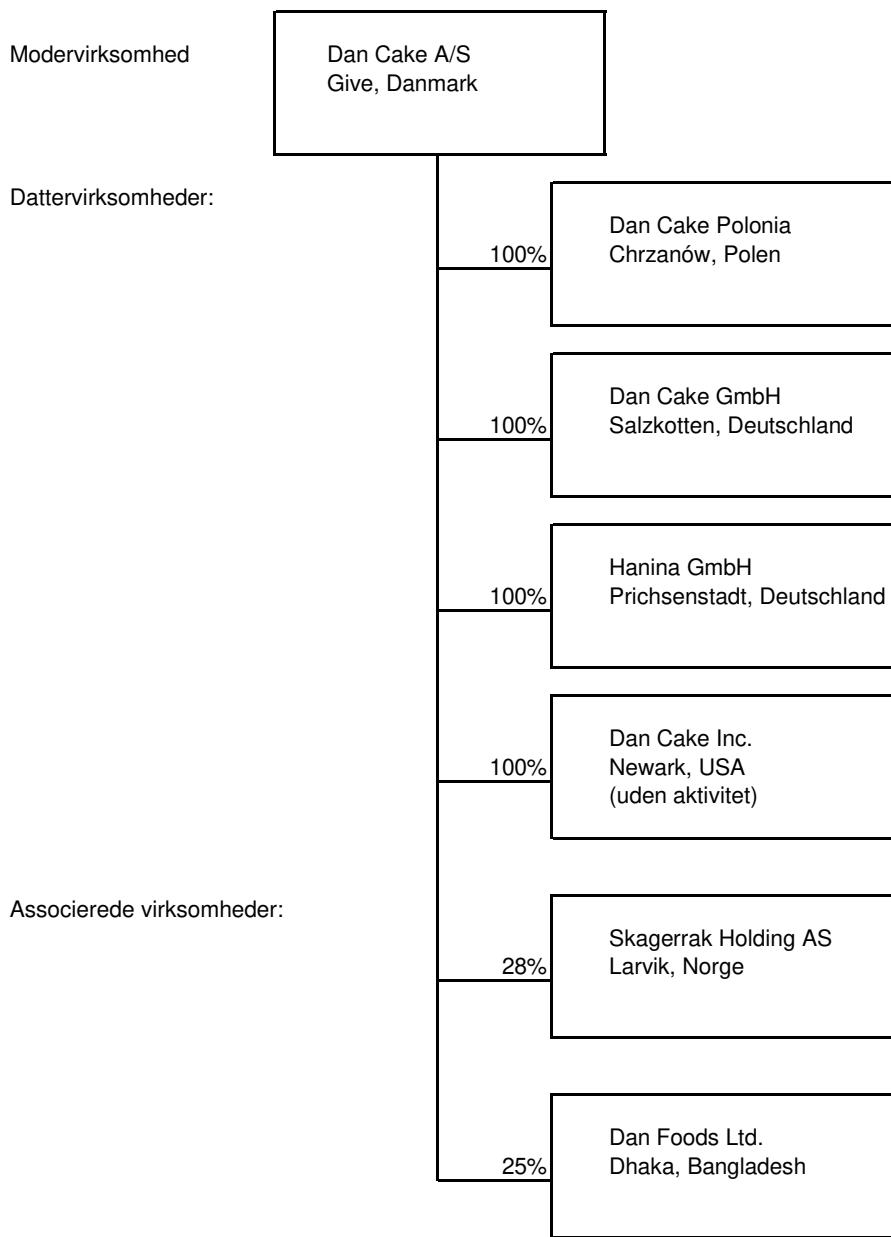 Modervirksomhed
Dan Cake A/S
Give, Danmark
Dattervirksomheder:
Dan Cake Polonia
100%
Chrzanów, Polen
Dan Cake GmbH
100%
Salzkotten, Deutschland
Hanina GmbH
100%
Prichsenstadt, Deutschland
Dan Cake Inc.
100%
Newark, USA
(uden aktivitet)
Associerede virksomheder:
Skagerrak Holding AS
28%
Larvik, Norge
Dan Foods Ltd.
25%
Dhaka, Bangladesh